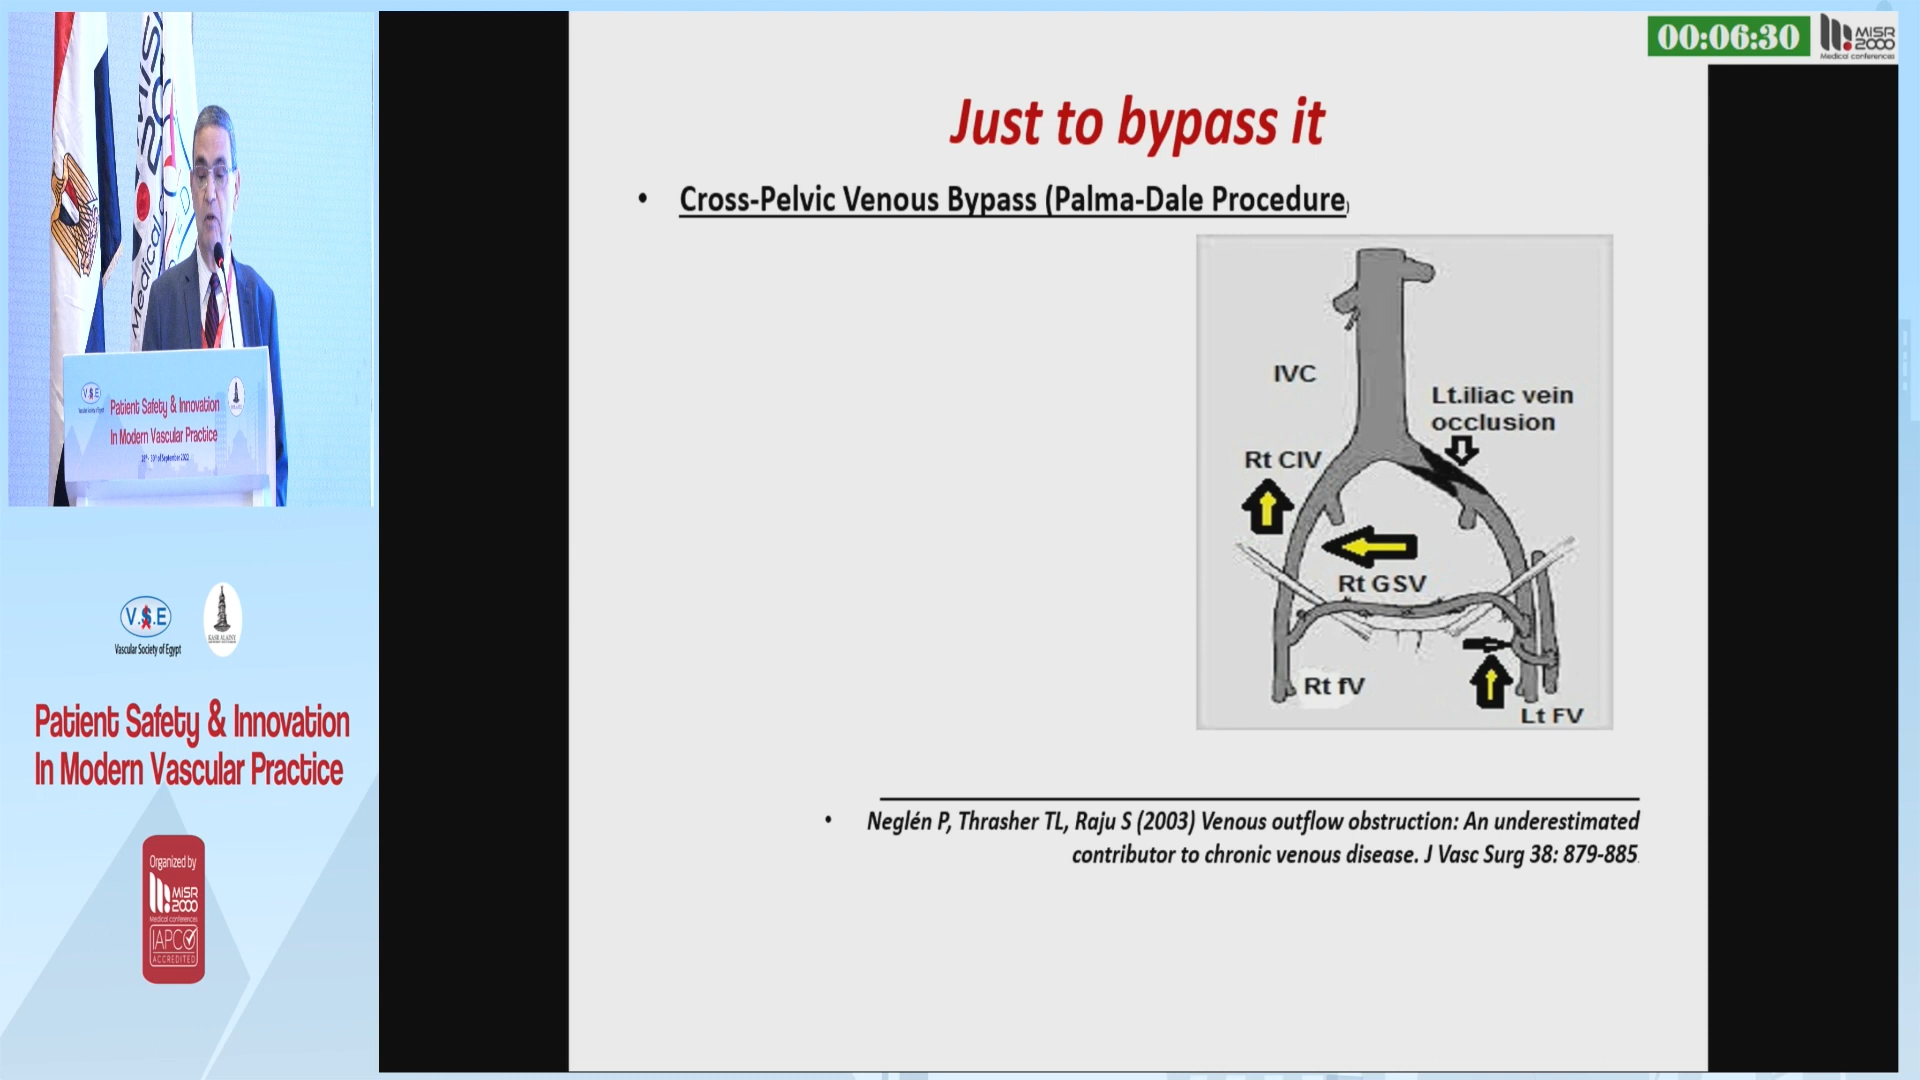 00:06:30
MISR
2000
Medical conferences
Just to bypass it
• Cross-Pelvic Venous Bypass (Palma-Dale Procedure)
IVC
Lt.iliac vein
occlusion
Rt CIV
Rt GSV
Rt fV
Lt FV
• Neglén P, Thrasher TL, Raju S (2003) Venous outflow obstruction: An underestimated
contributor to chronic venous disease. J Vasc Surg 38: 879-885.
Medical
V.S.E
Patient Safety & Innovation
In Modern Vascular Practice
V.S.E
Vascular Society of Egypt
KASR ALAINY
Patient Safety & Innovation
In Modern Vascular Practice
Organized by
MISR
2000
Medical conferences
IAPCO
ACCREDITED